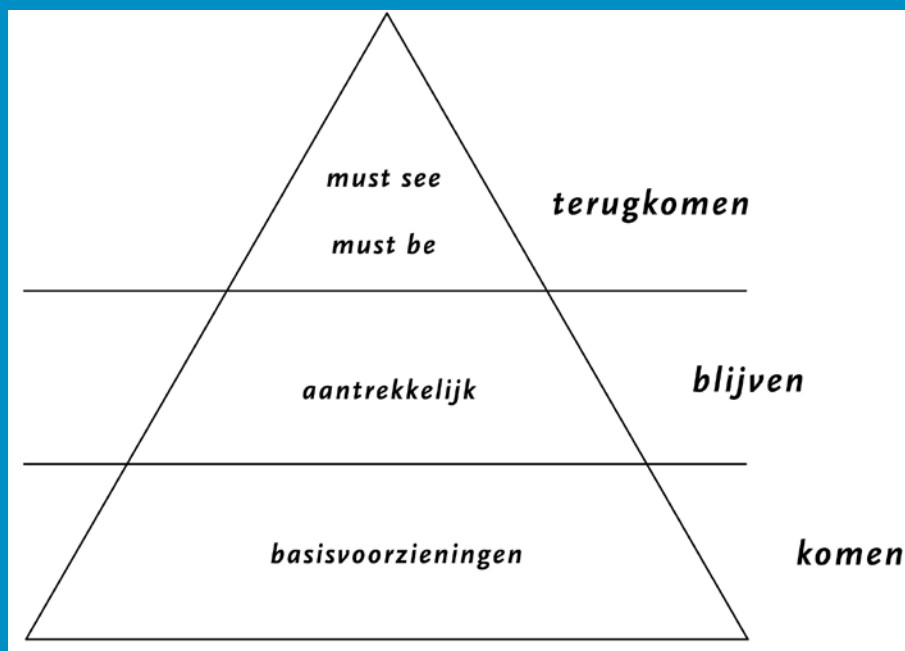 must see
must be
terugkomen
aantrekkelijk
blijven
basisvoorzieningen
komen